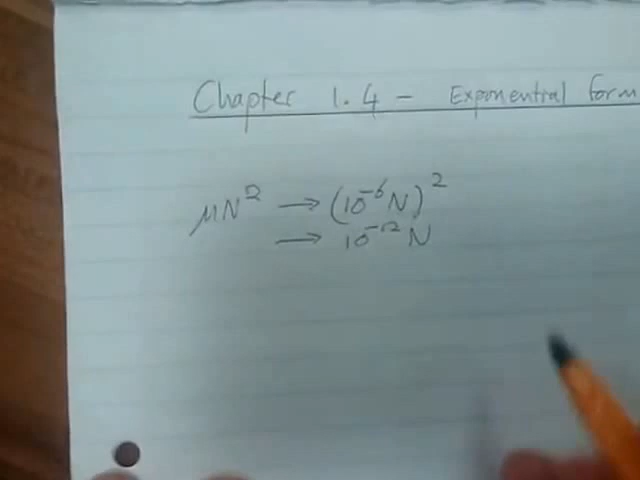 Chapter 1.4 - Exponential form
μN² → (10⁻⁶N)²
→ 10⁻¹²N